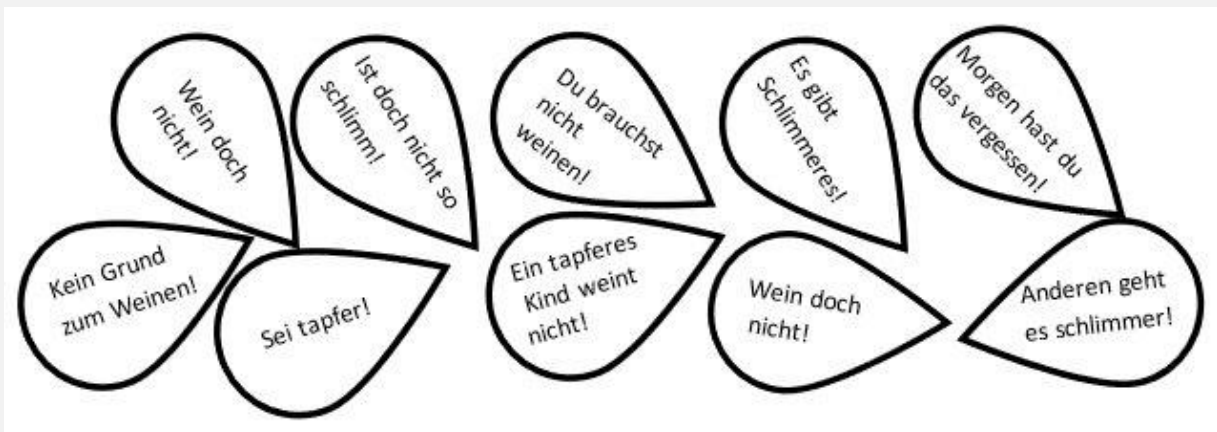 Wein doch
nicht!
Ist doch nicht so
schlimm!
Du brauchst
nicht
weinen!
Es gibt
Schlimmeres!
Morgen hast du
das vergessen!
Kein Grund
zum Weinen!
Sei tapfer!
Ein tapferes
Kind weint
nicht!
Wein doch
nicht!
Anderen geht
es schlimmer!